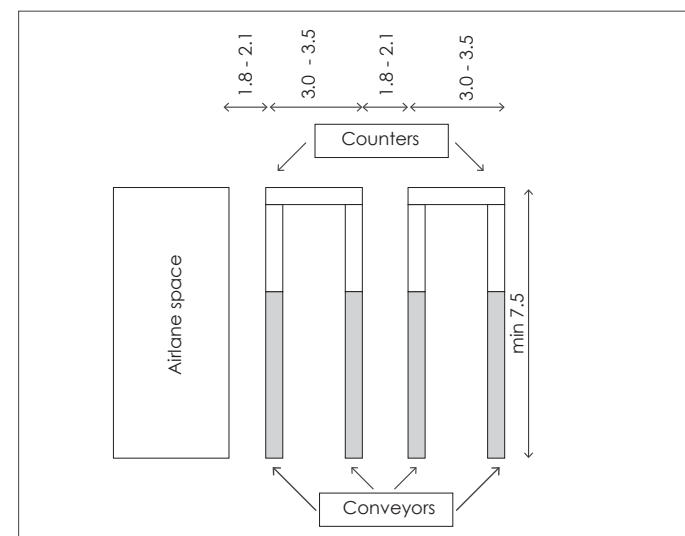 1.8 - 2.1
3.0 - 3.5
1.8 - 2.1
3.0 - 3.5
Counters
Airlane space
min 7.5
Conveyors